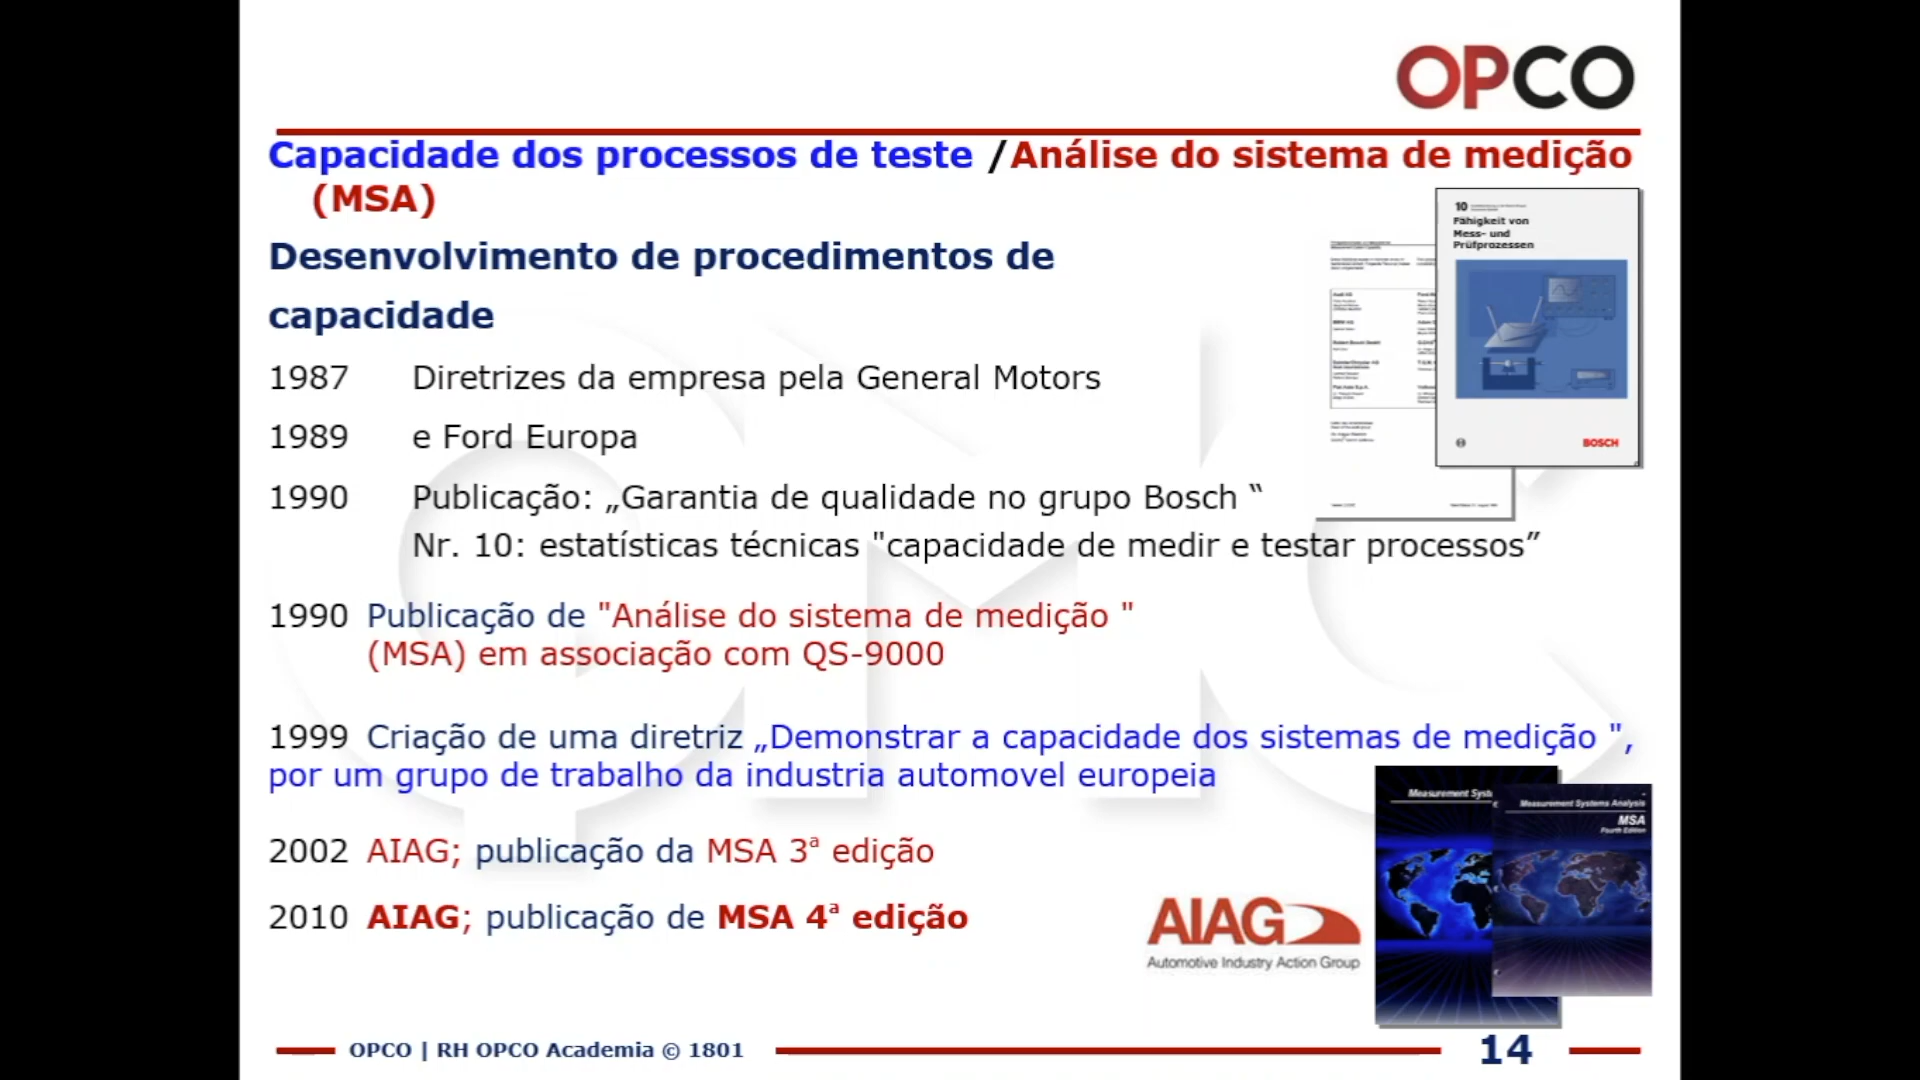 OPCO
Capacidade dos processos de teste /Análise do sistema de medição
(MSA)
10
Fähigkeit von
Mess- und
Prüfprozessen
BOSCH
Desenvolvimento de procedimentos de
capacidade
1987 Diretrizes da empresa pela General Motors
1989 e Ford Europa
1990 Publicação: „Garantia de qualidade no grupo Bosch “
Nr. 10: estatísticas técnicas "capacidade de medir e testar processos”
1990 Publicação de "Análise do sistema de medição "
(MSA) em associação com QS-9000
1999 Criação de uma diretriz „Demonstrar a capacidade dos sistemas de medição ",
por um grupo de trabalho da industria automovel europeia
2002 AIAG; publicação da MSA 3ª edição
2010 AIAG; publicação de MSA 4ª edição
AIAG
Automotive Industry Action Group
Measurement Syst
Measurement Systems Analysis
MSA
Fourth Edition
OPCO | RH OPCO Academia © 1801
14